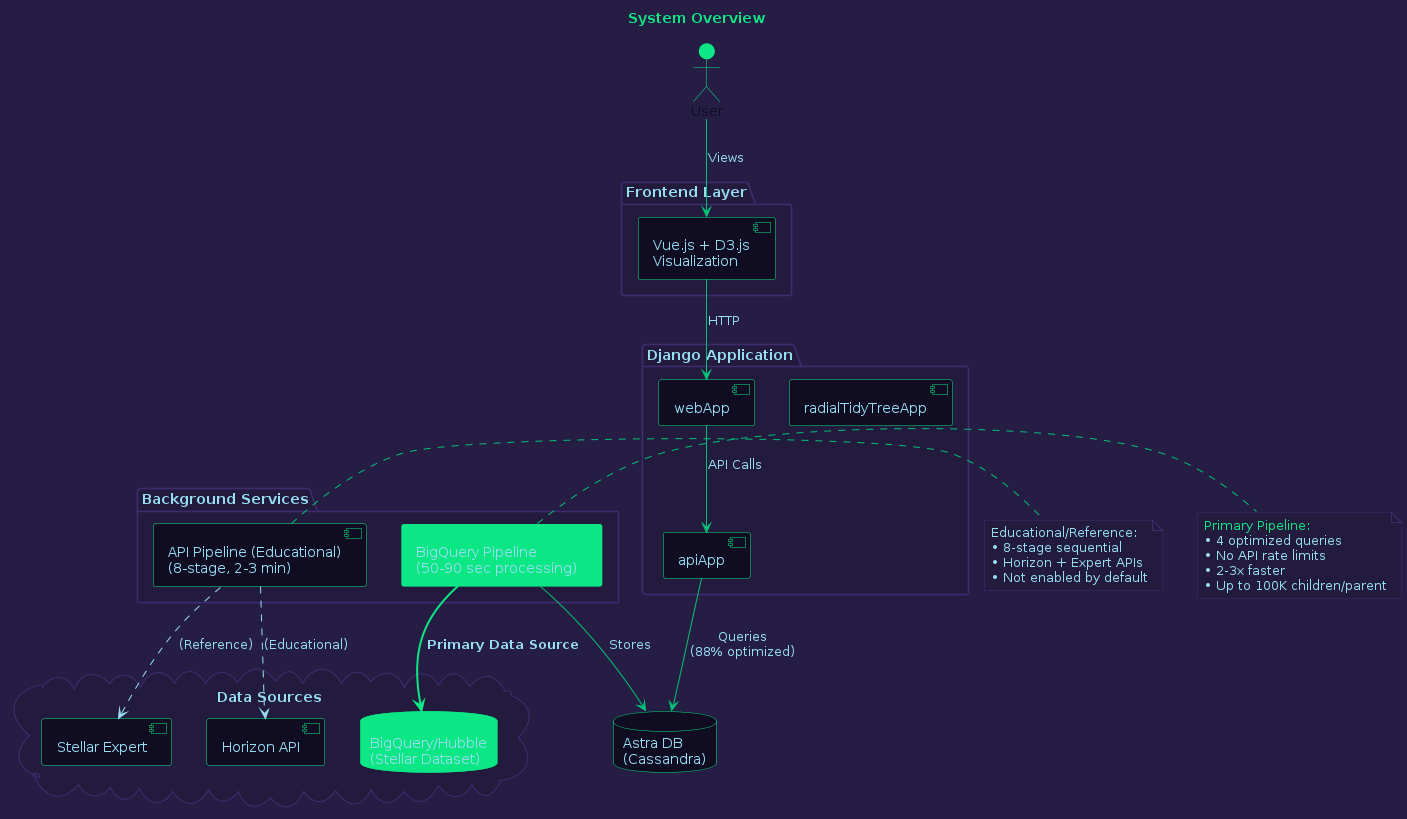 System Overview
User
Views
Frontend Layer
Vue.js + D3.js
Visualization
HTTP
Django Application
webApp
radialTidyTreeApp
API Calls
Background Services
API Pipeline (Educational)
(8-stage, 2-3 min)
BigQuery Pipeline
(50-90 sec processing)
apiApp
Educational/Reference:
• 8-stage sequential
• Horizon + Expert APIs
• Not enabled by default
Primary Pipeline:
• 4 optimized queries
• No API rate limits
• 2-3x faster
• Up to 100K children/parent
(Reference)
(Educational)
Primary Data Source
Stores
Queries
(88% optimized)
Data Sources
Stellar Expert
Horizon API
BigQuery/Hubble
(Stellar Dataset)
Astra DB
(Cassandra)